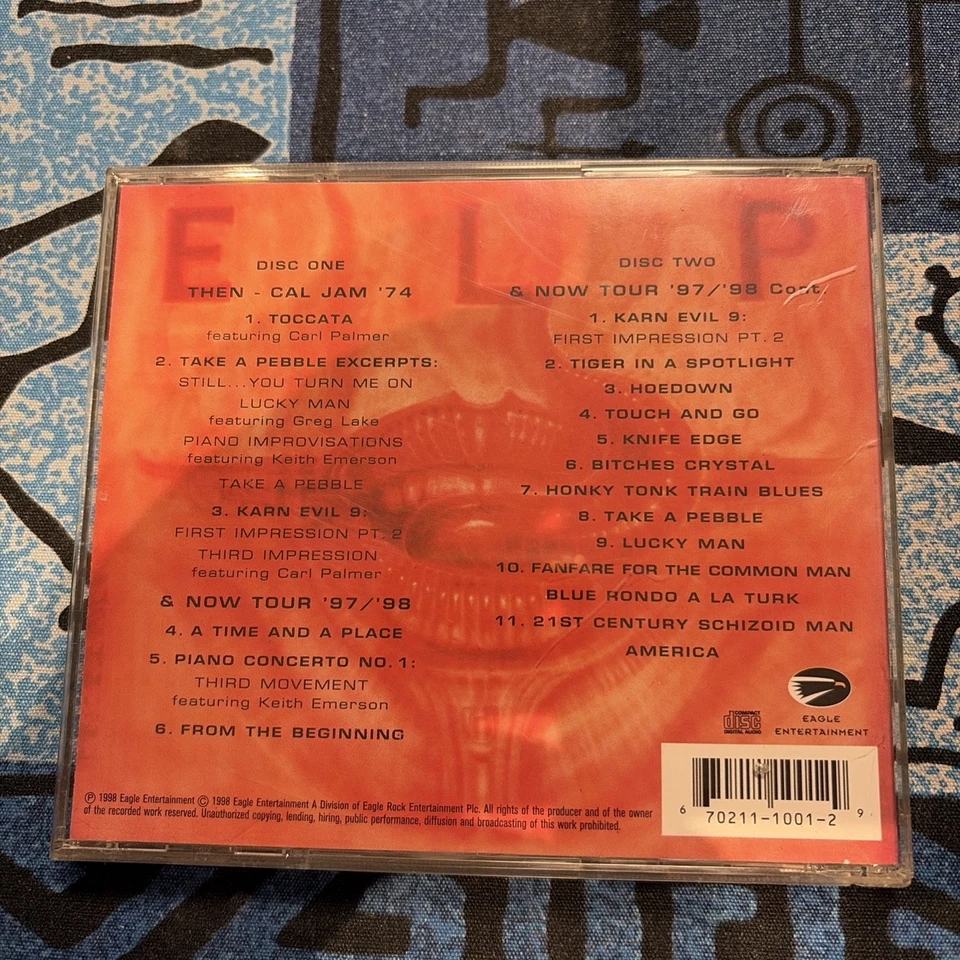 E L P
DISC ONE
THEN - CAL JAM '74
1. TOCCATA
featuring Carl Palmer
2. TAKE A PEBBLE EXCERPTS:
STILL...YOU TURN ME ON
LUCKY MAN
featuring Greg Lake
PIANO IMPROVISATIONS
featuring Keith Emerson
TAKE A PEBBLE
3. KARN EVIL 9:
FIRST IMPRESSION PT. 2
THIRD IMPRESSION
featuring Carl Palmer
& NOW TOUR '97/'98
4. A TIME AND A PLACE
5. PIANO CONCERTO NO.1:
THIRD MOVEMENT
featuring Keith Emerson
6. FROM THE BEGINNING
DISC TWO
& NOW TOUR '97/'98 Cont.
1. KARN EVIL 9:
FIRST IMPRESSION PT. 2
2. TIGER IN A SPOTLIGHT
3. HOEDOWN
4. TOUCH AND GO
5. KNIFE EDGE
6. BITCHES CRYSTAL
7. HONKY TONK TRAIN BLUES
8. TAKE A PEBBLE
9. LUCKY MAN
10. FANFARE FOR THE COMMON MAN
BLUE RONDO A LA TURK
11. 21ST CENTURY SCHIZOID MAN
AMERICA
COMPACT
disc
DIGITAL AUDIO
EAGLE
ENTERTAINMENT
℗ 1998 Eagle Entertainment © 1998 Eagle Entertainment A Division of Eagle Rock Entertainment Plc. All rights of the producer and of the owner
of the recorded work reserved. Unauthorized copying, lending, hiring, public performance, diffusion and broadcasting of this work prohibited.
6 70211-1001-2 9